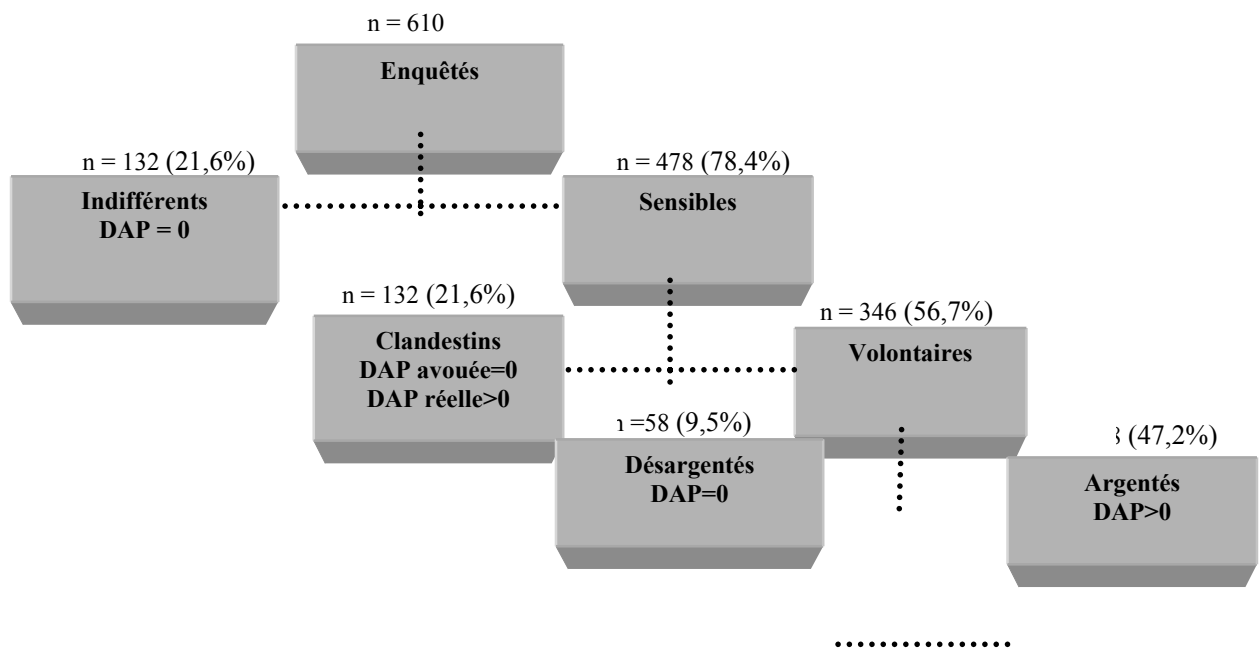 n = 610
Enquêtés
n = 132 (21,6%)
Indifférents
DAP = 0
n = 478 (78,4%)
Sensibles
n = 132 (21,6%)
Clandestins
DAP avouée=0
DAP réelle>0
n = 346 (56,7%)
Volontaires
=58 (9,5%)
Désargentés
DAP=0
(47,2%)
Argentés
DAP>0